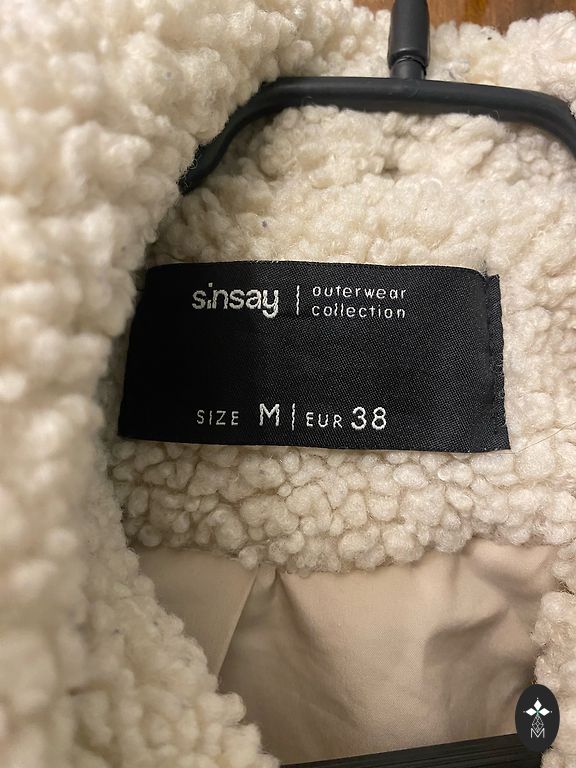 sinsay | outerwear
collection
SIZE M | EUR 38